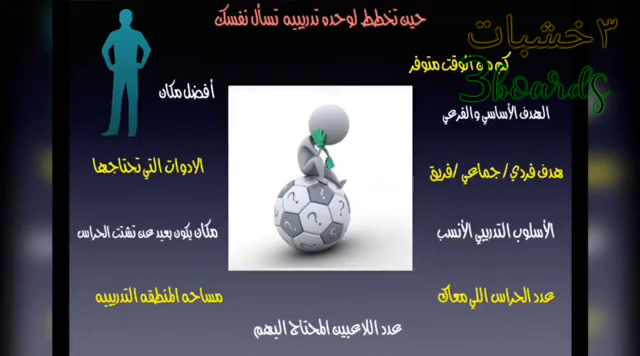 حين تخطط لوحده تدريبيه تسأل نفسك
٣ خشبات
3boards
كم من الوقت متوفر
أفضل مكان
الهدف الأساسي والفرعي
الادوات التي تحتاجها
هدف فردي / جماعي / فريق
مكان يكون بعيد عن تشتت الحراس
الأسلوب التدريبي الأنسب
مساحه المنطقه التدريبيه
عدد الحراس اللي معاك
عدد اللاعبين المحتاج اليهم